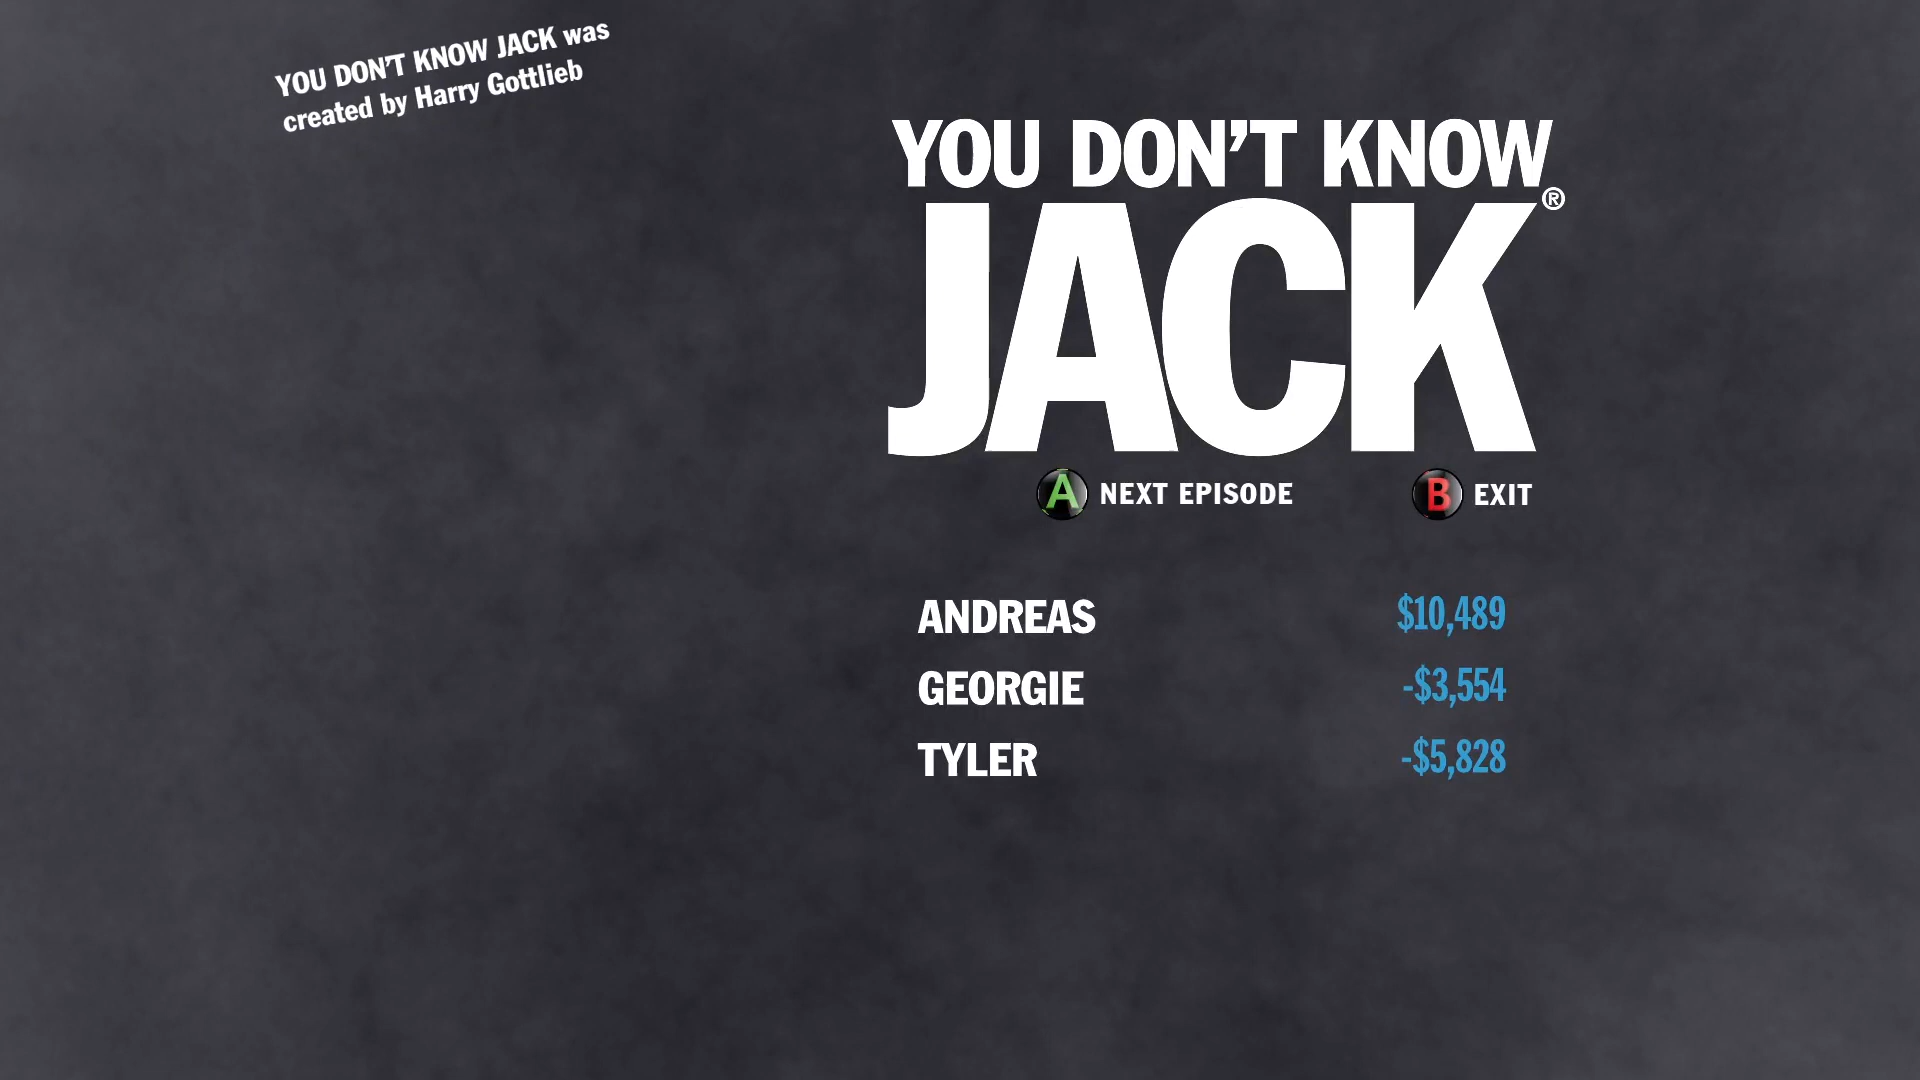 YOU DON'T KNOW JACK was
created by Harry Gottlieb
YOU DON'T KNOW
JACK®
A NEXT EPISODE B EXIT
ANDREAS $10,489
GEORGIE -$3,554
TYLER -$5,828